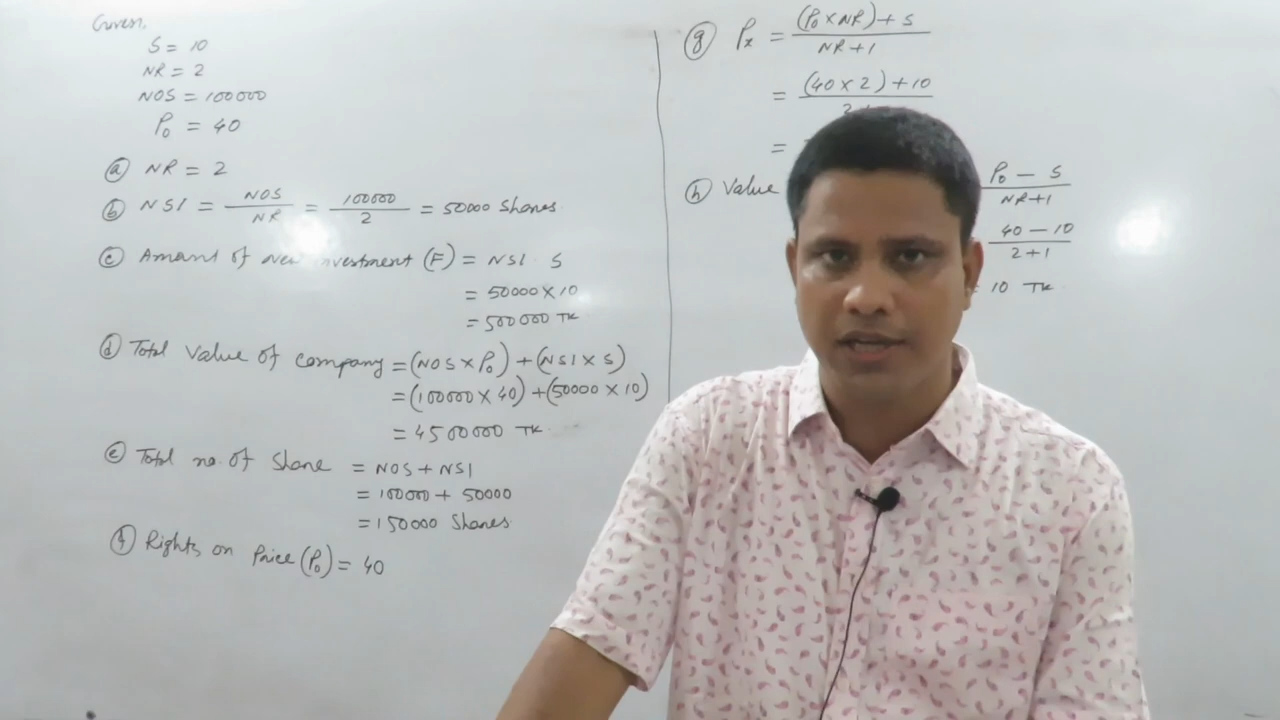 Given,
S = 10
NR = 2
NOS = 100000
P₀ = 40
ⓐ NR = 2
ⓑ NSI = NOS / NR = 100000 / 2 = 50000 Shares
ⓒ Amount of new investment (F) = NSI S
= 50000 × 10
= 500000 TK
ⓓ Total Value of company = (NOS × P₀) + (NSI × S)
= (100000 × 40) + (50000 × 10)
= 4500000 TK.
ⓔ Total no. of Share = NOS + NSI
= 100000 + 50000
= 150000 Shares.
ⓕ Rights on Price (P₀) = 40
ⓖ Pₓ = (P₀ × NR) + S / NR + 1
= (40 × 2) + 10
=
ⓗ Value P₀ − S / NR + 1
40 − 10 / 2 + 1
10 TK.